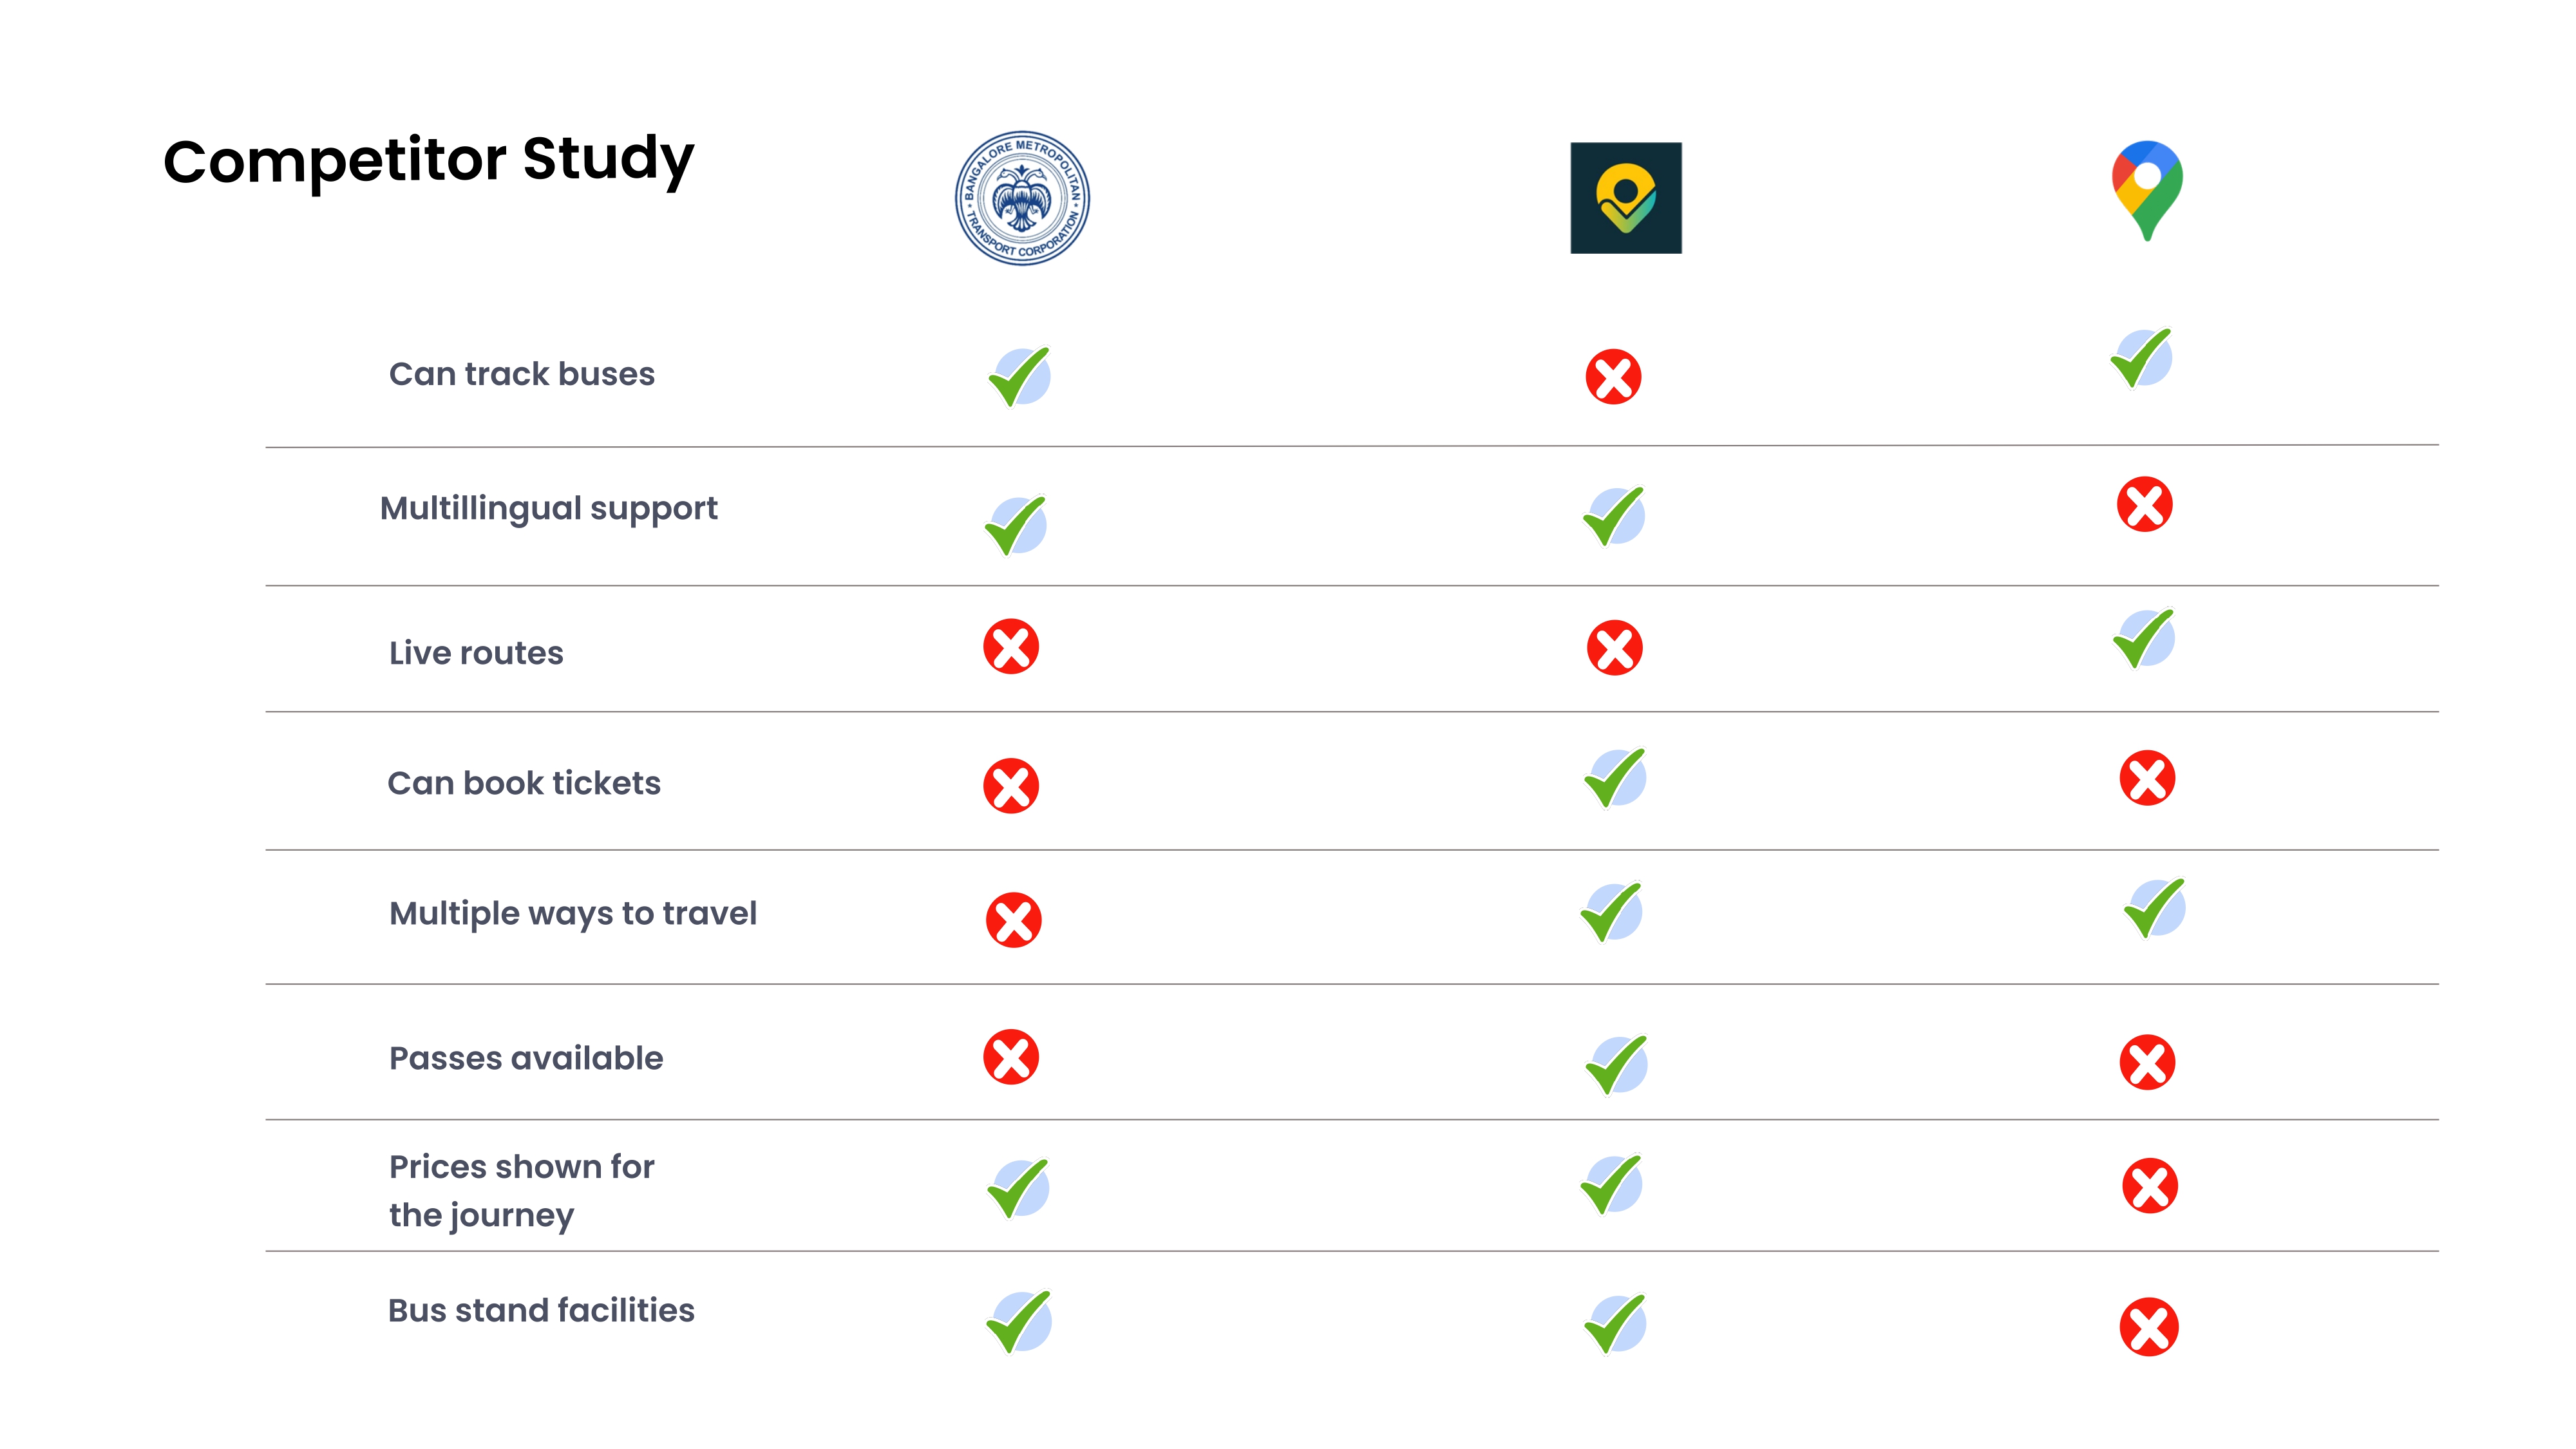 Competitor Study
BANGALORE METROPOLITAN
TRANSPORT CORPORATION
Can track buses
Multillingual support
Live routes
Can book tickets
Multiple ways to travel
Passes available
Prices shown for
the journey
Bus stand facilities